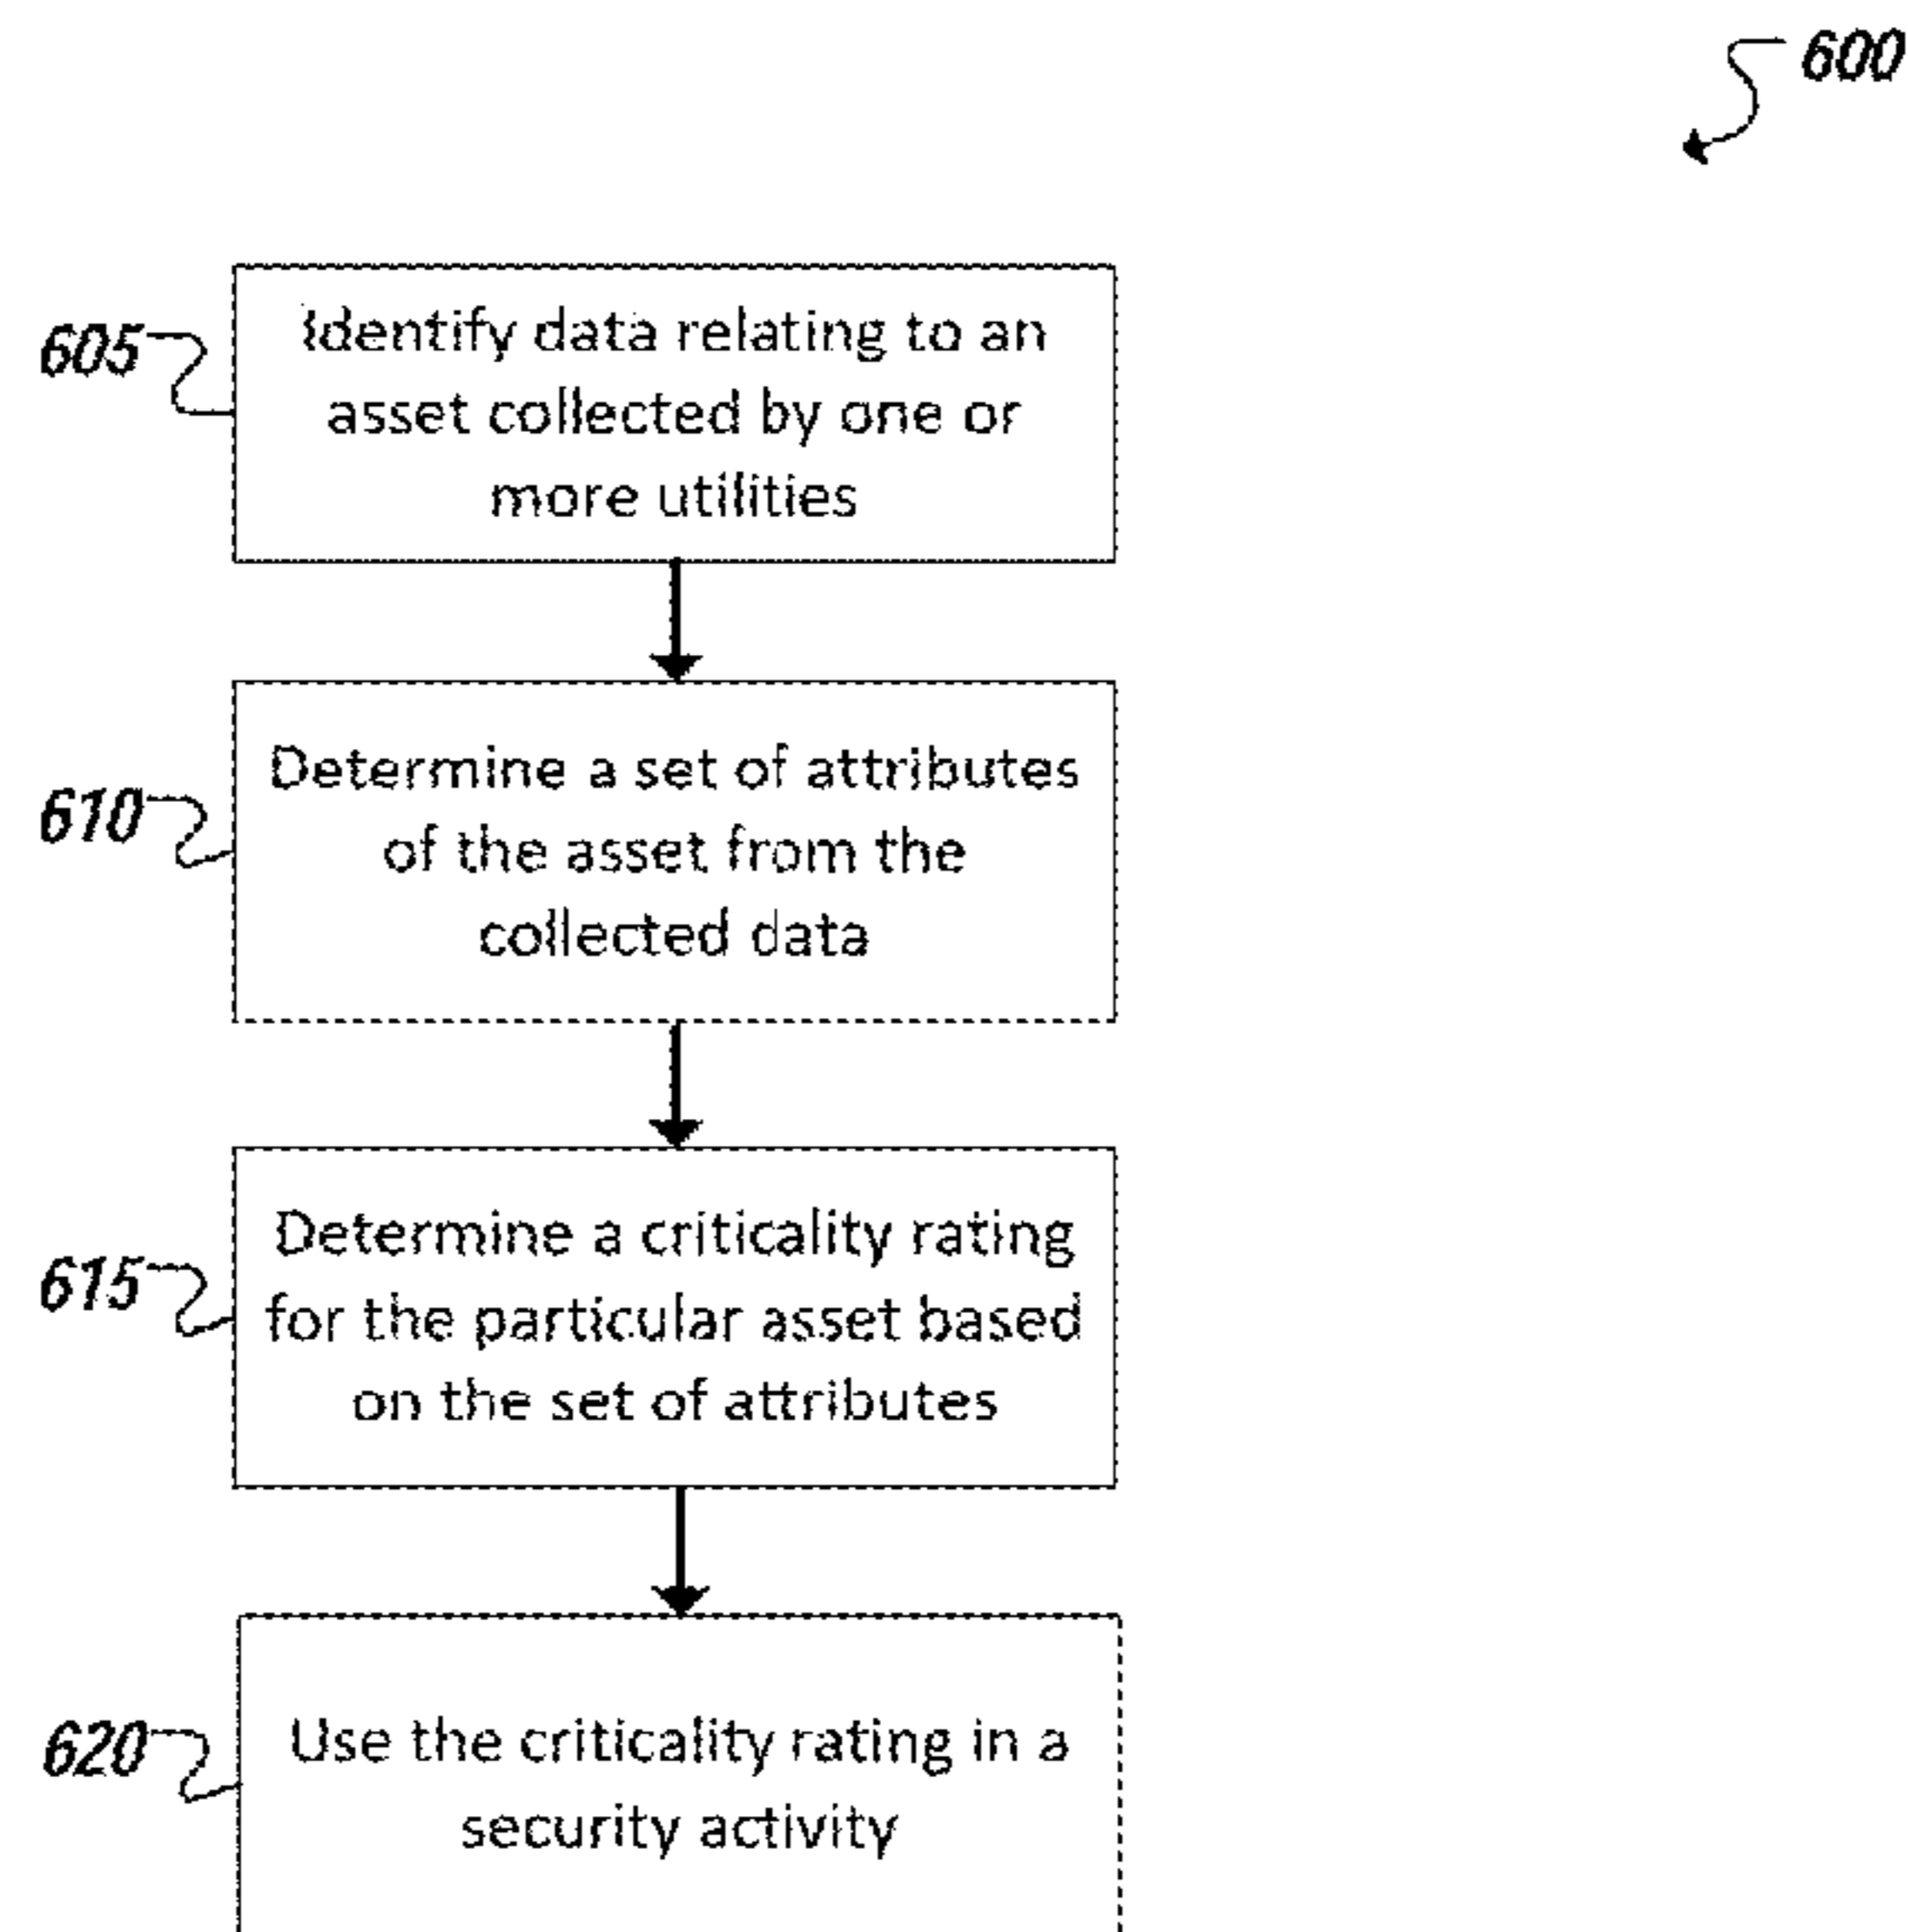 600
605
Identify data relating to an
asset collected by one or
more utilities
610
Determine a set of attributes
of the asset from the
collected data
615
Determine a criticality rating
for the particular asset based
on the set of attributes
620
Use the criticality rating in a
security activity